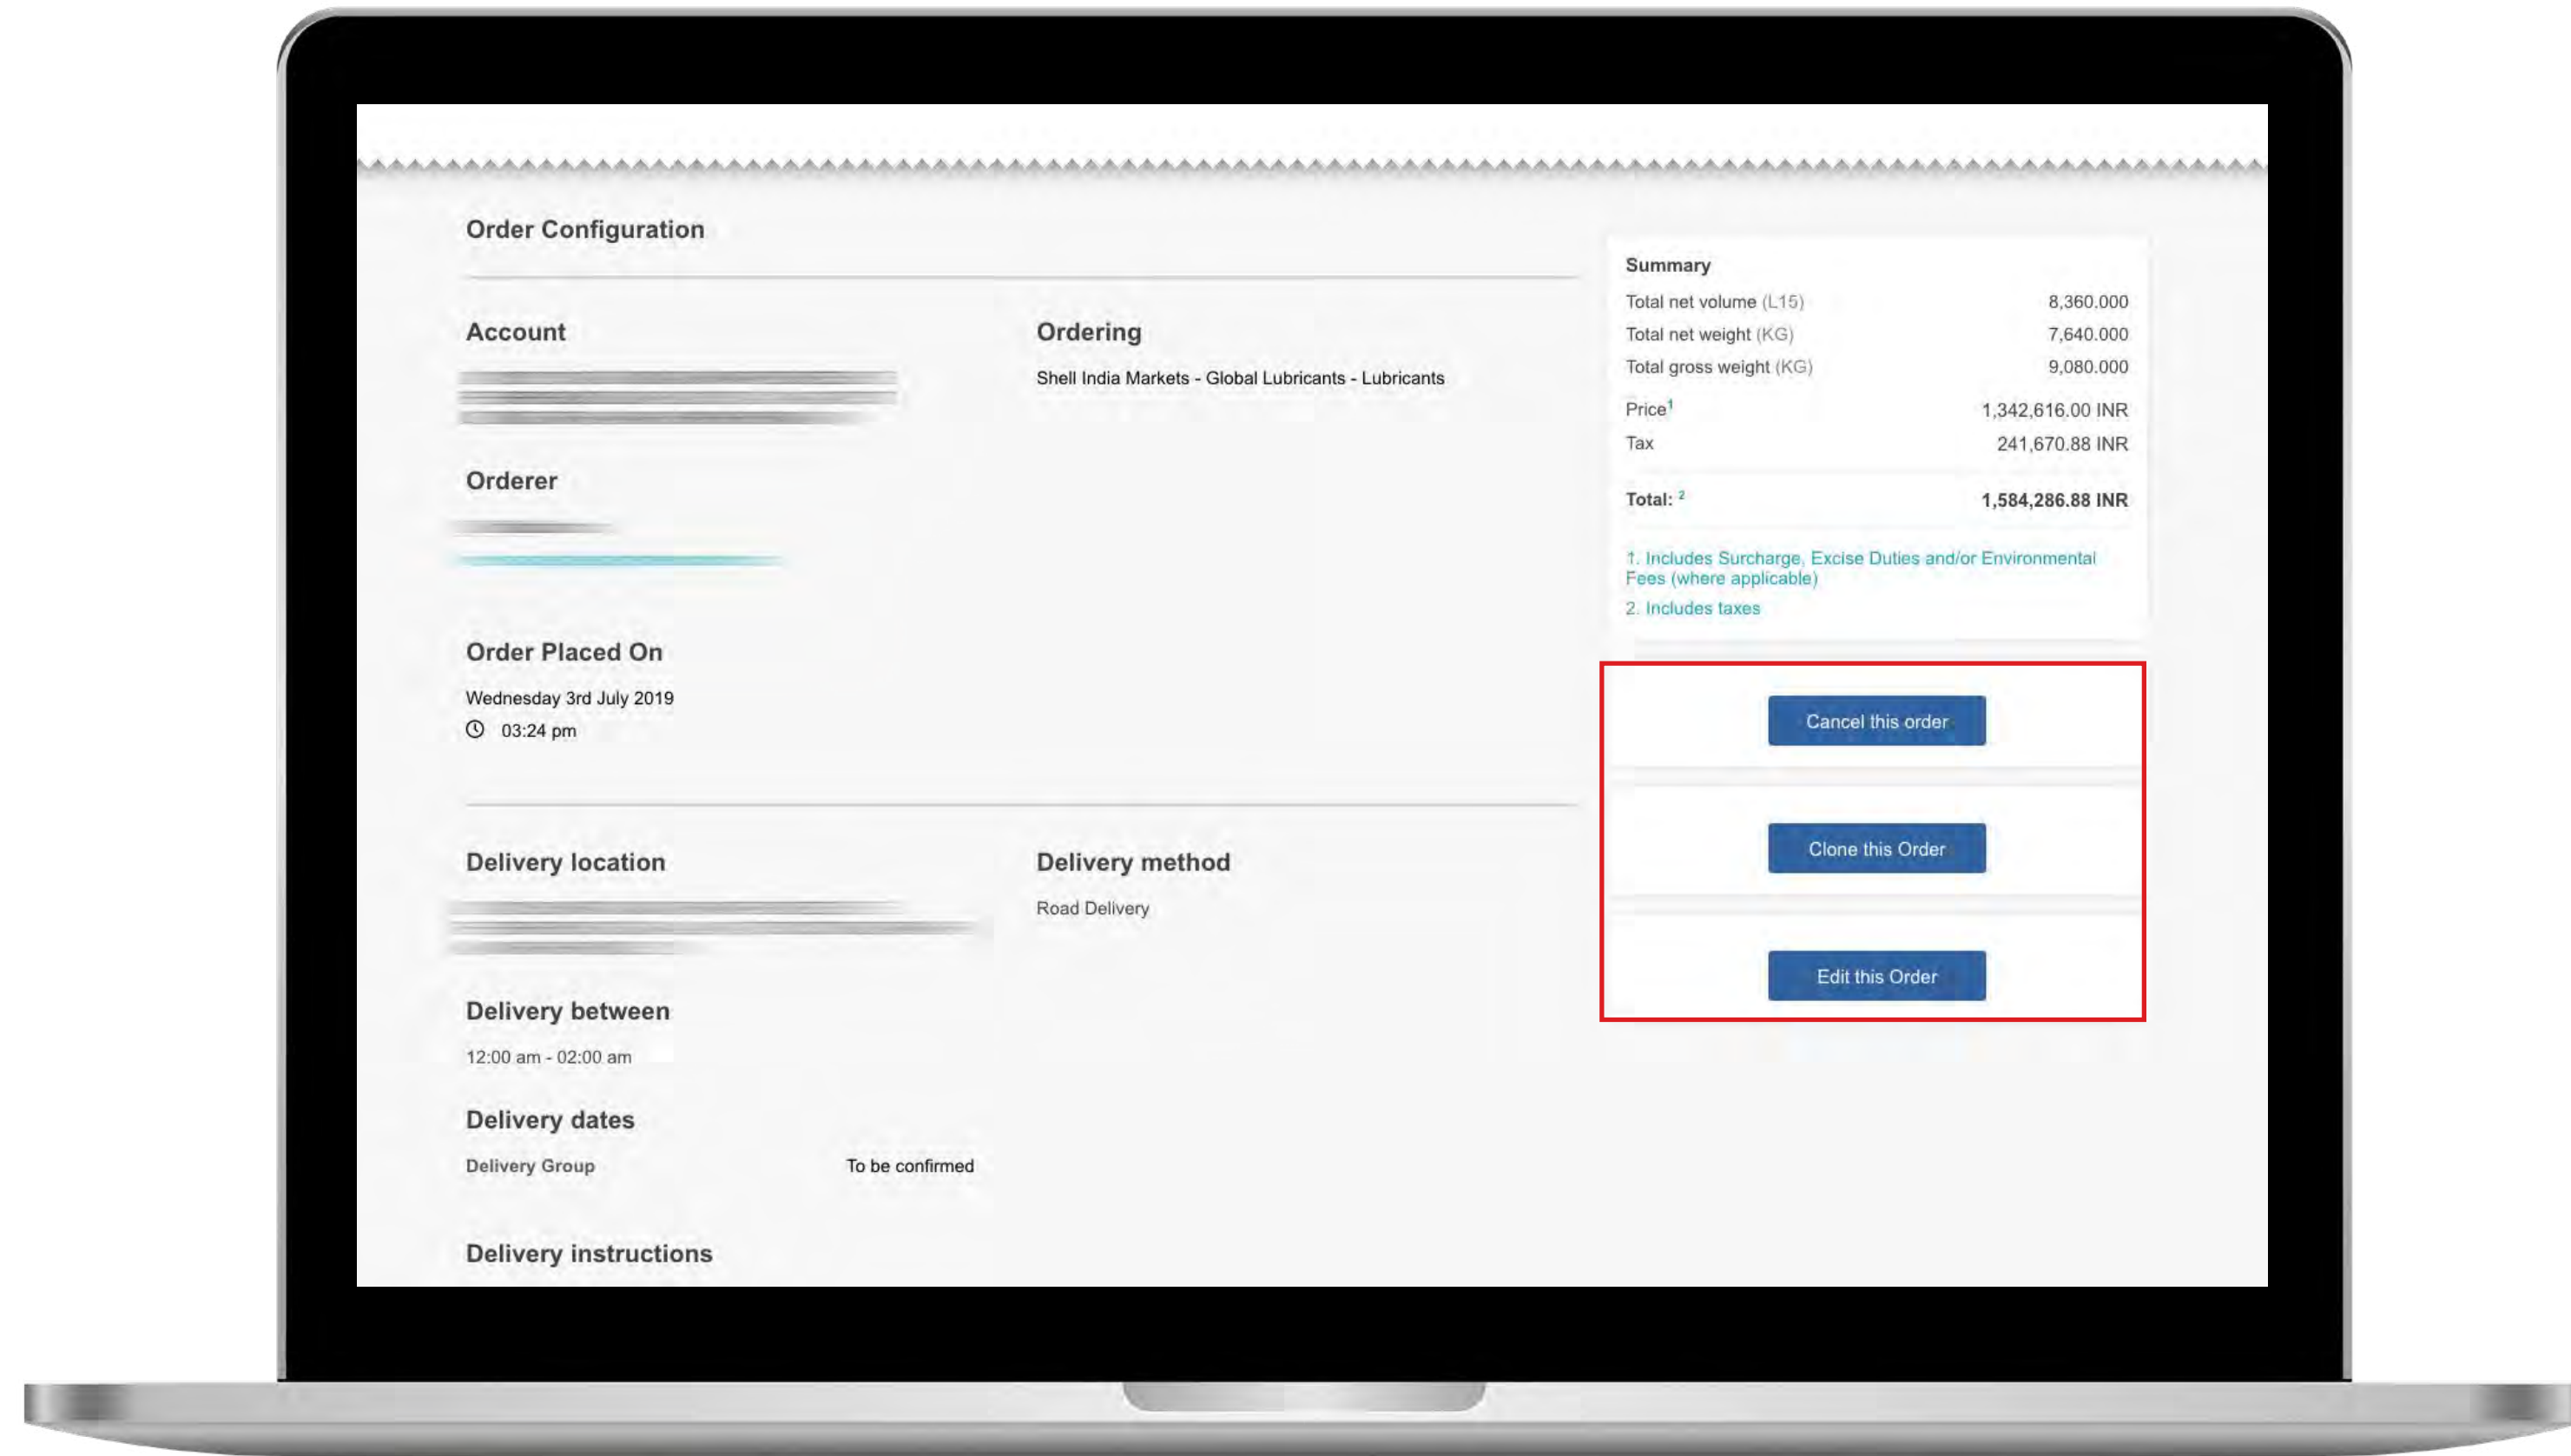 Order Configuration
Account
Ordering
Shell India Markets - Global Lubricants - Lubricants
Orderer
Order Placed On
Wednesday 3rd July 2019
03:24 pm
Delivery location
Delivery method
Road Delivery
Delivery between
12:00 am - 02:00 am
Delivery dates
Delivery Group To be confirmed
Delivery instructions
Summary
Total net volume (L15) 8,360.000
Total net weight (KG) 7,640.000
Total gross weight (KG) 9,080.000
Price¹ 1,342,616.00 INR
Tax 241,670.88 INR
Total: ² 1,584,286.88 INR
1. Includes Surcharge, Excise Duties and/or Environmental
Fees (where applicable)
2. Includes taxes
Cancel this order
Clone this Order
Edit this Order